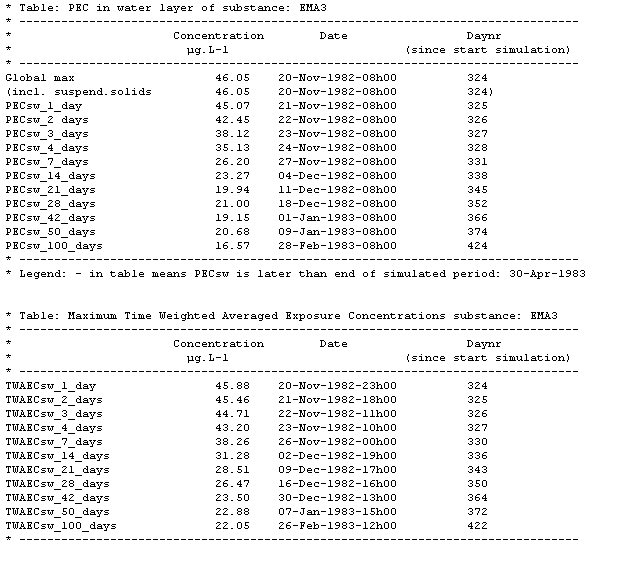 * Table: PEC in water layer of substance: EMA3
* --------------------------------------------------------------------------------
* Concentration Date Daynr
* µg.L-1 (since start simulation)
* --------------------------------------------------------------------------------
Global max 46.05 20-Nov-1982-08h00 324
(incl. suspend.solids 46.05 20-Nov-1982-08h00 324)
PECsw_1_day 45.07 21-Nov-1982-08h00 325
PECsw_2_days 42.45 22-Nov-1982-08h00 326
PECsw_3_days 38.12 23-Nov-1982-08h00 327
PECsw_4_days 35.13 24-Nov-1982-08h00 328
PECsw_7_days 26.20 27-Nov-1982-08h00 331
PECsw_14_days 23.27 04-Dec-1982-08h00 338
PECsw_21_days 19.94 11-Dec-1982-08h00 345
PECsw_28_days 21.00 18-Dec-1982-08h00 352
PECsw_42_days 19.15 01-Jan-1983-08h00 366
PECsw_50_days 20.68 09-Jan-1983-08h00 374
PECsw_100_days 16.57 28-Feb-1983-08h00 424
* --------------------------------------------------------------------------------
* Legend: - in table means PECsw is later than end of simulated period: 30-Apr-1983
* Table: Maximum Time Weighted Averaged Exposure Concentrations substance: EMA3
* --------------------------------------------------------------------------------
* Concentration Date Daynr
* µg.L-1 (since start simulation)
* --------------------------------------------------------------------------------
TWAECsw_1_day 45.88 20-Nov-1982-23h00 324
TWAECsw_2_days 45.46 21-Nov-1982-18h00 325
TWAECsw_3_days 44.71 22-Nov-1982-11h00 326
TWAECsw_4_days 43.20 23-Nov-1982-10h00 327
TWAECsw_7_days 38.26 26-Nov-1982-00h00 330
TWAECsw_14_days 31.28 02-Dec-1982-19h00 336
TWAECsw_21_days 28.51 09-Dec-1982-17h00 343
TWAECsw_28_days 26.47 16-Dec-1982-16h00 350
TWAECsw_42_days 23.50 30-Dec-1982-13h00 364
TWAECsw_50_days 22.88 07-Jan-1983-15h00 372
TWAECsw_100_days 22.05 26-Feb-1983-12h00 422
* --------------------------------------------------------------------------------